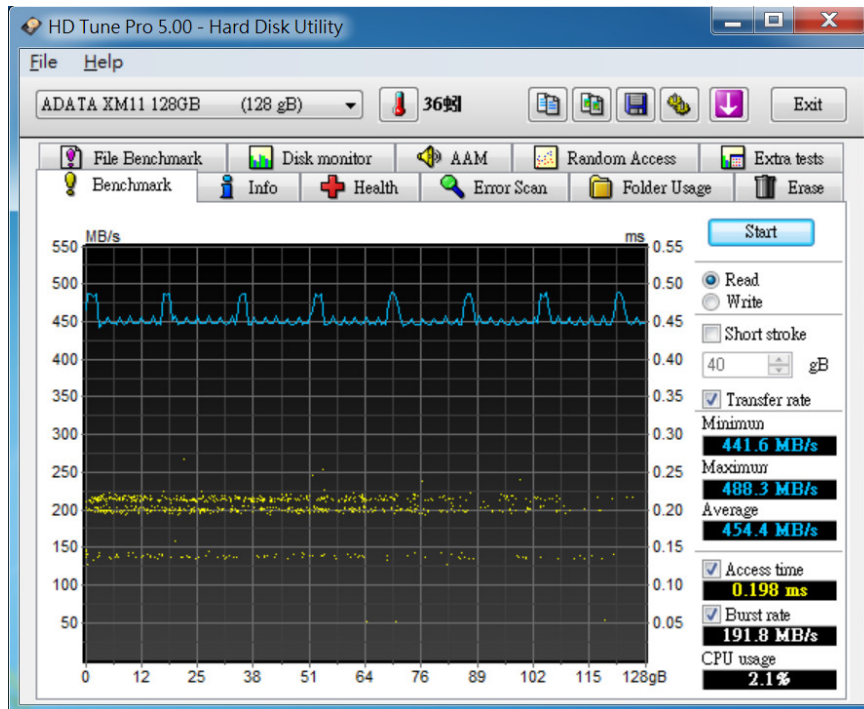 HD Tune Pro 5.00 - Hard Disk Utility
File Help
ADATA XM11 128GB (128 gB) 36蚓 Exit
File Benchmark Disk monitor AAM Random Access Extra tests
Benchmark Info Health Error Scan Folder Usage Erase
MB/s ms
550 0.55
500 0.50
450 0.45
400 0.40
350 0.35
300 0.30
250 0.25
200 0.20
150 0.15
100 0.10
50 0.05
0 12 25 38 51 64 76 89 102 115 128gB
Start
Read
Write
Short stroke
40 gB
Transfer rate
Minimun
441.6 MB/s
Maximun
488.3 MB/s
Average
454.4 MB/s
Access time
0.198 ms
Burst rate
191.8 MB/s
CPU usage
2.1%